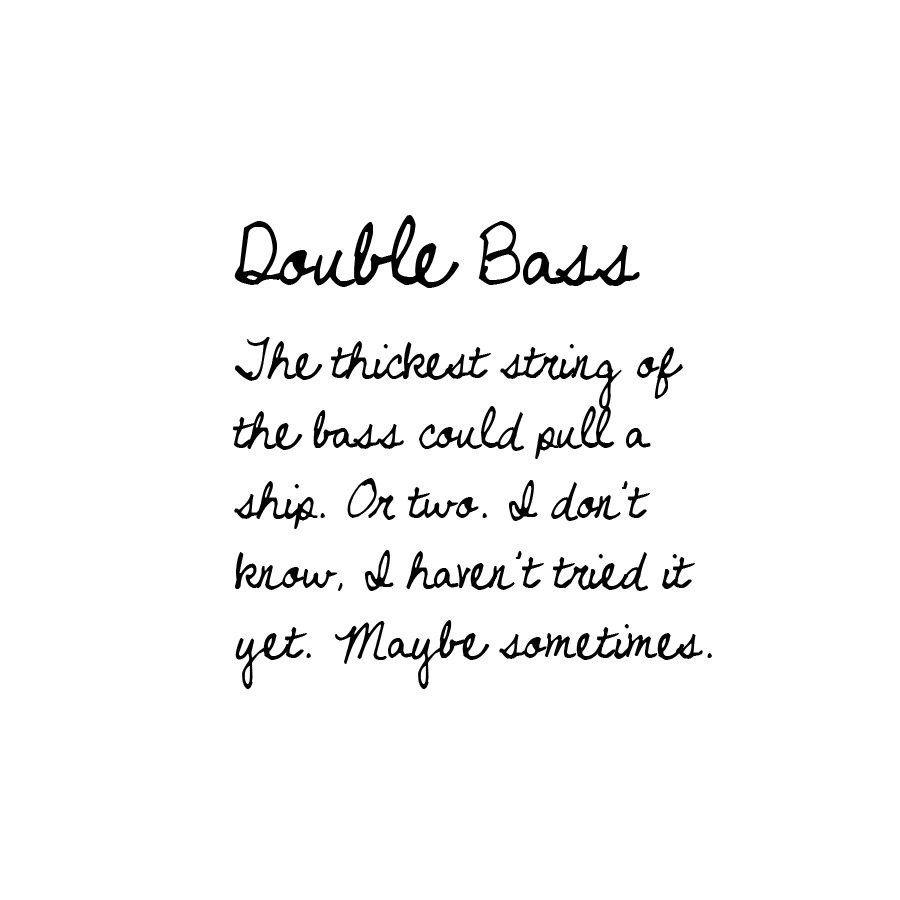 Double Bass
The thickest string of
the bass could pull a
ship. Or two. I don't
know, I haven't tried it
yet. Maybe sometimes.